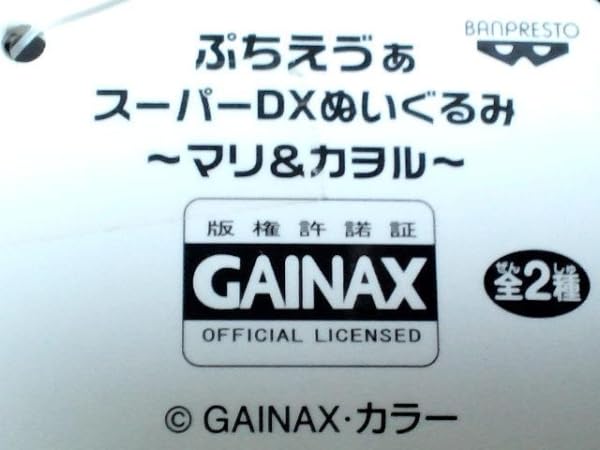 BANPRESTO
ぷちえゔぁ
スーパーDXぬいぐるみ
～マリ&カヲル～
版権許諾証
GAINAX
OFFICIAL LICENSED
ぜん しゅ
全2種
© GAINAX・カラー